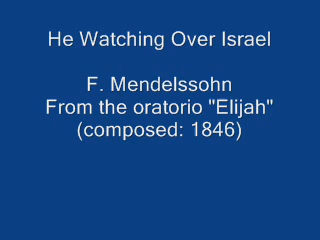 He Watching Over Israel
F. Mendelssohn
From the oratorio "Elijah"
(composed: 1846)